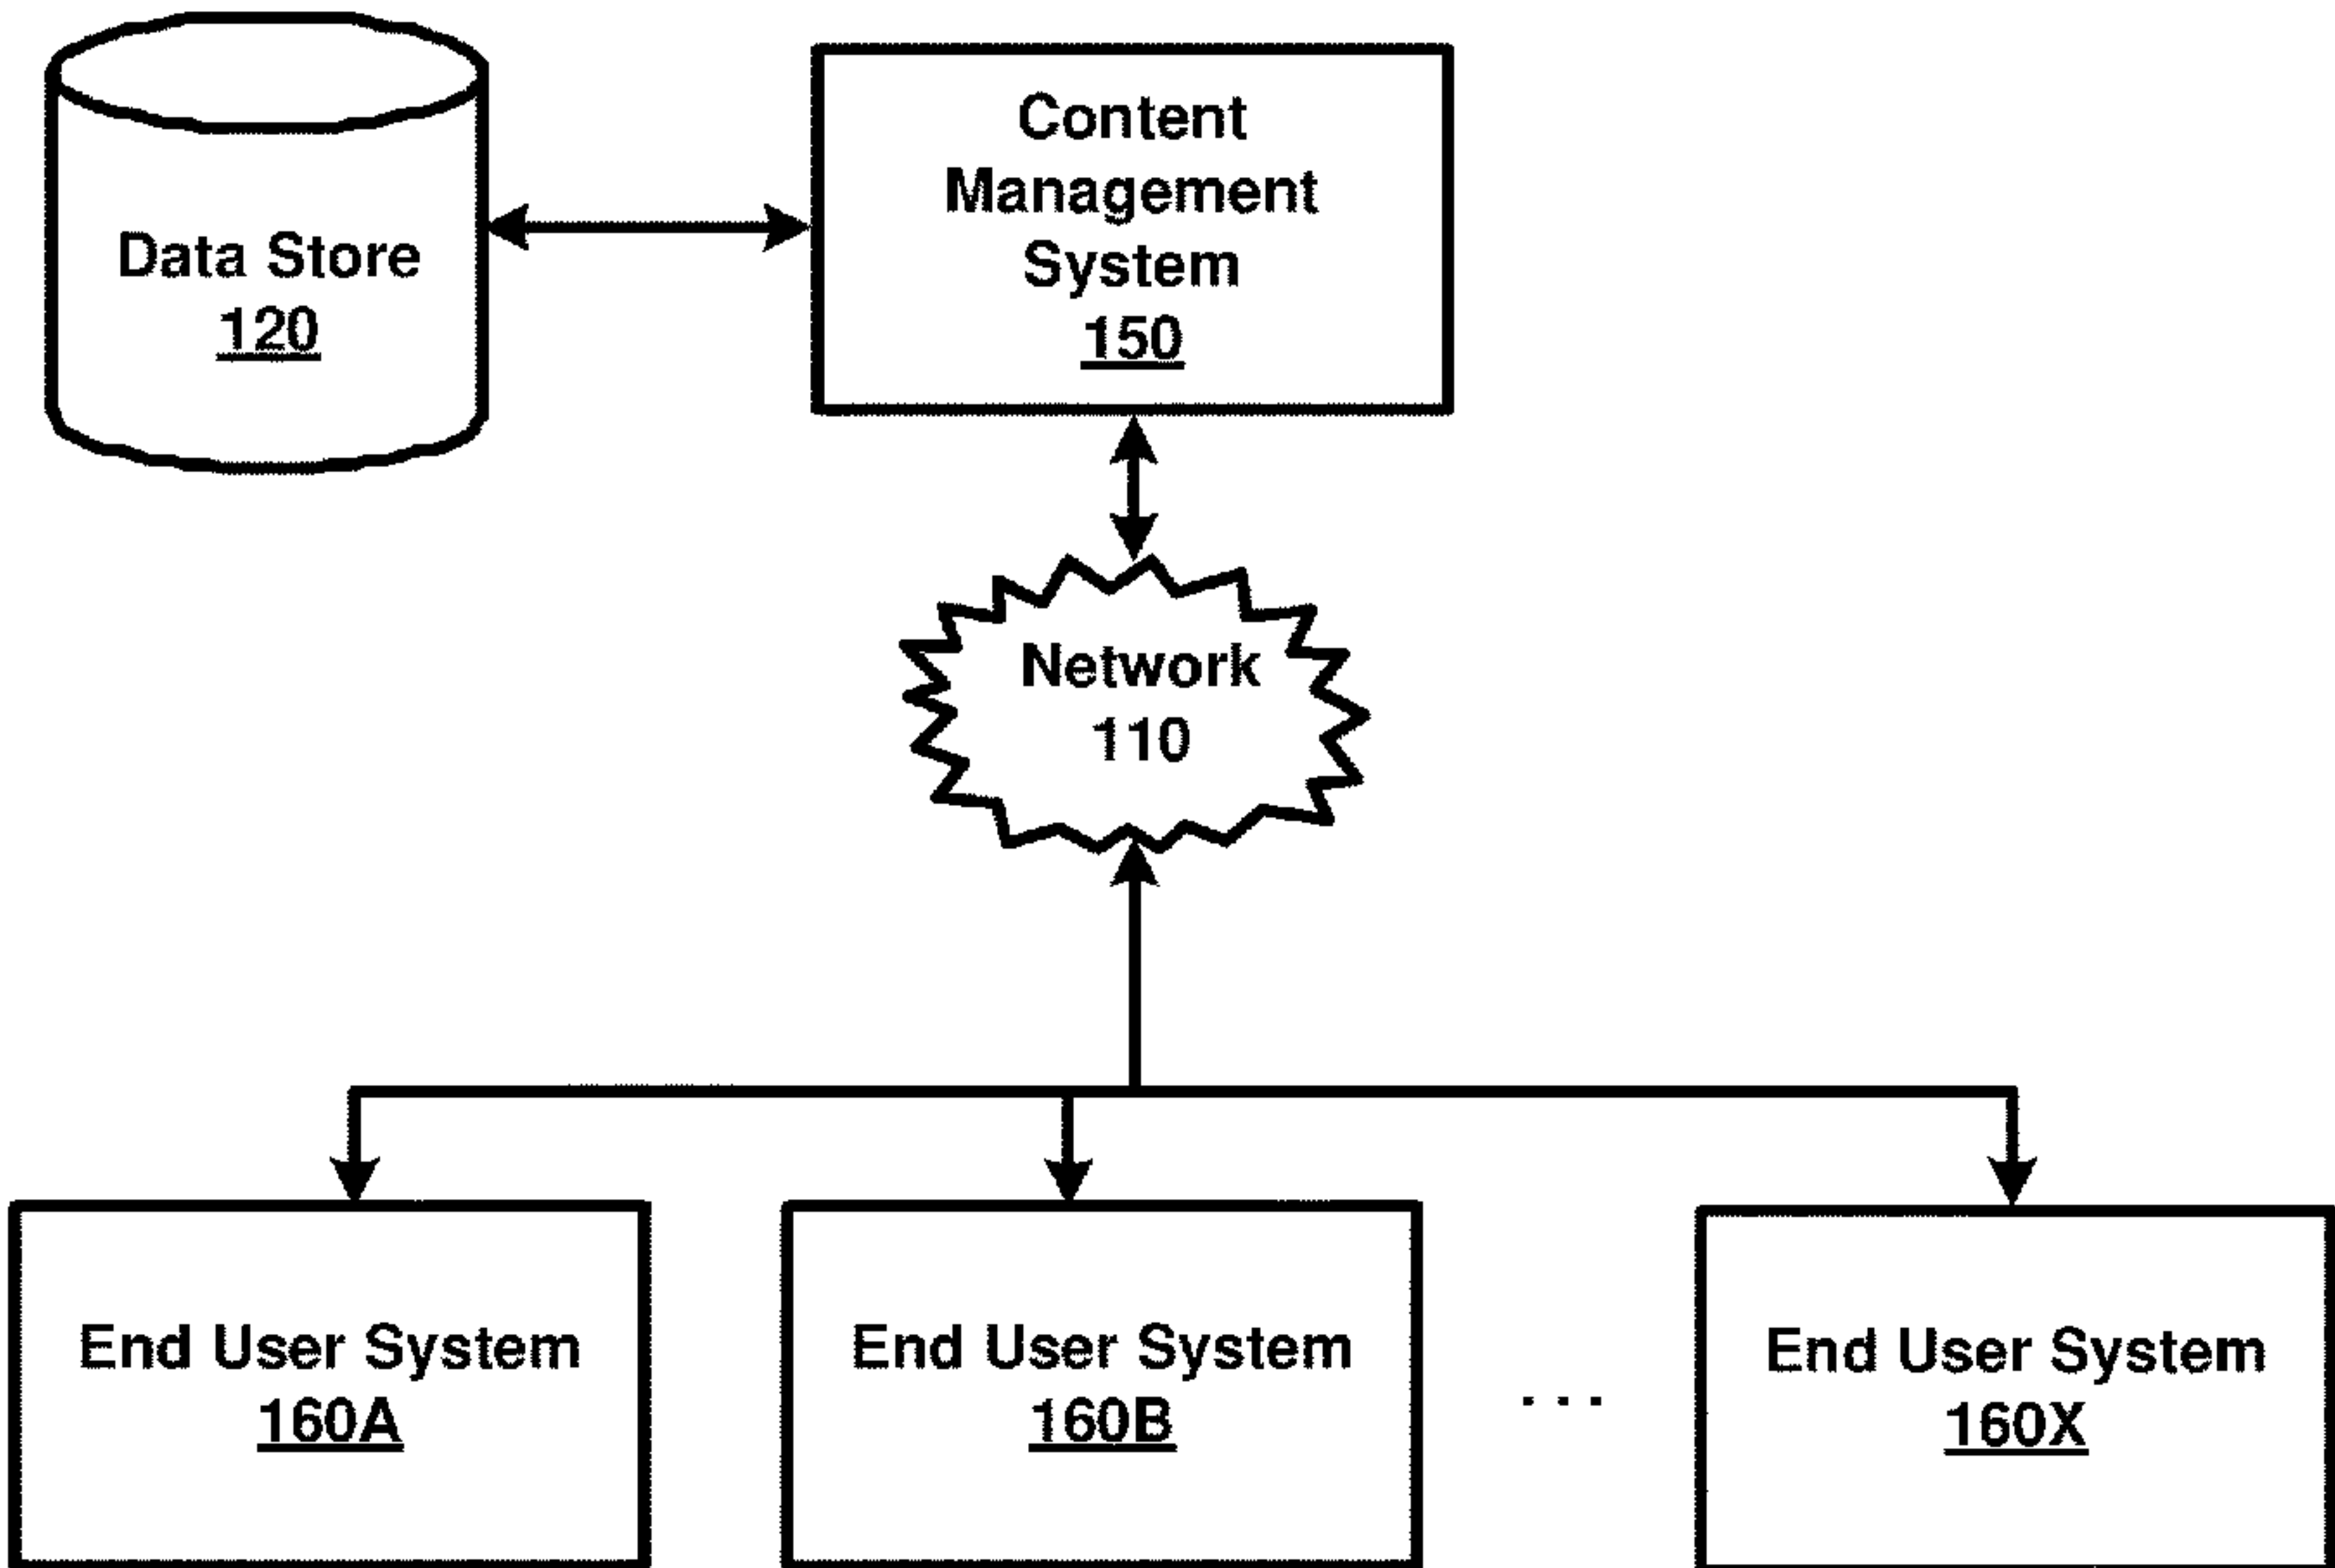 Data Store
120
Content
Management
System
150
Network
110
End User System
160A
End User System
160B
. . .
End User System
160X